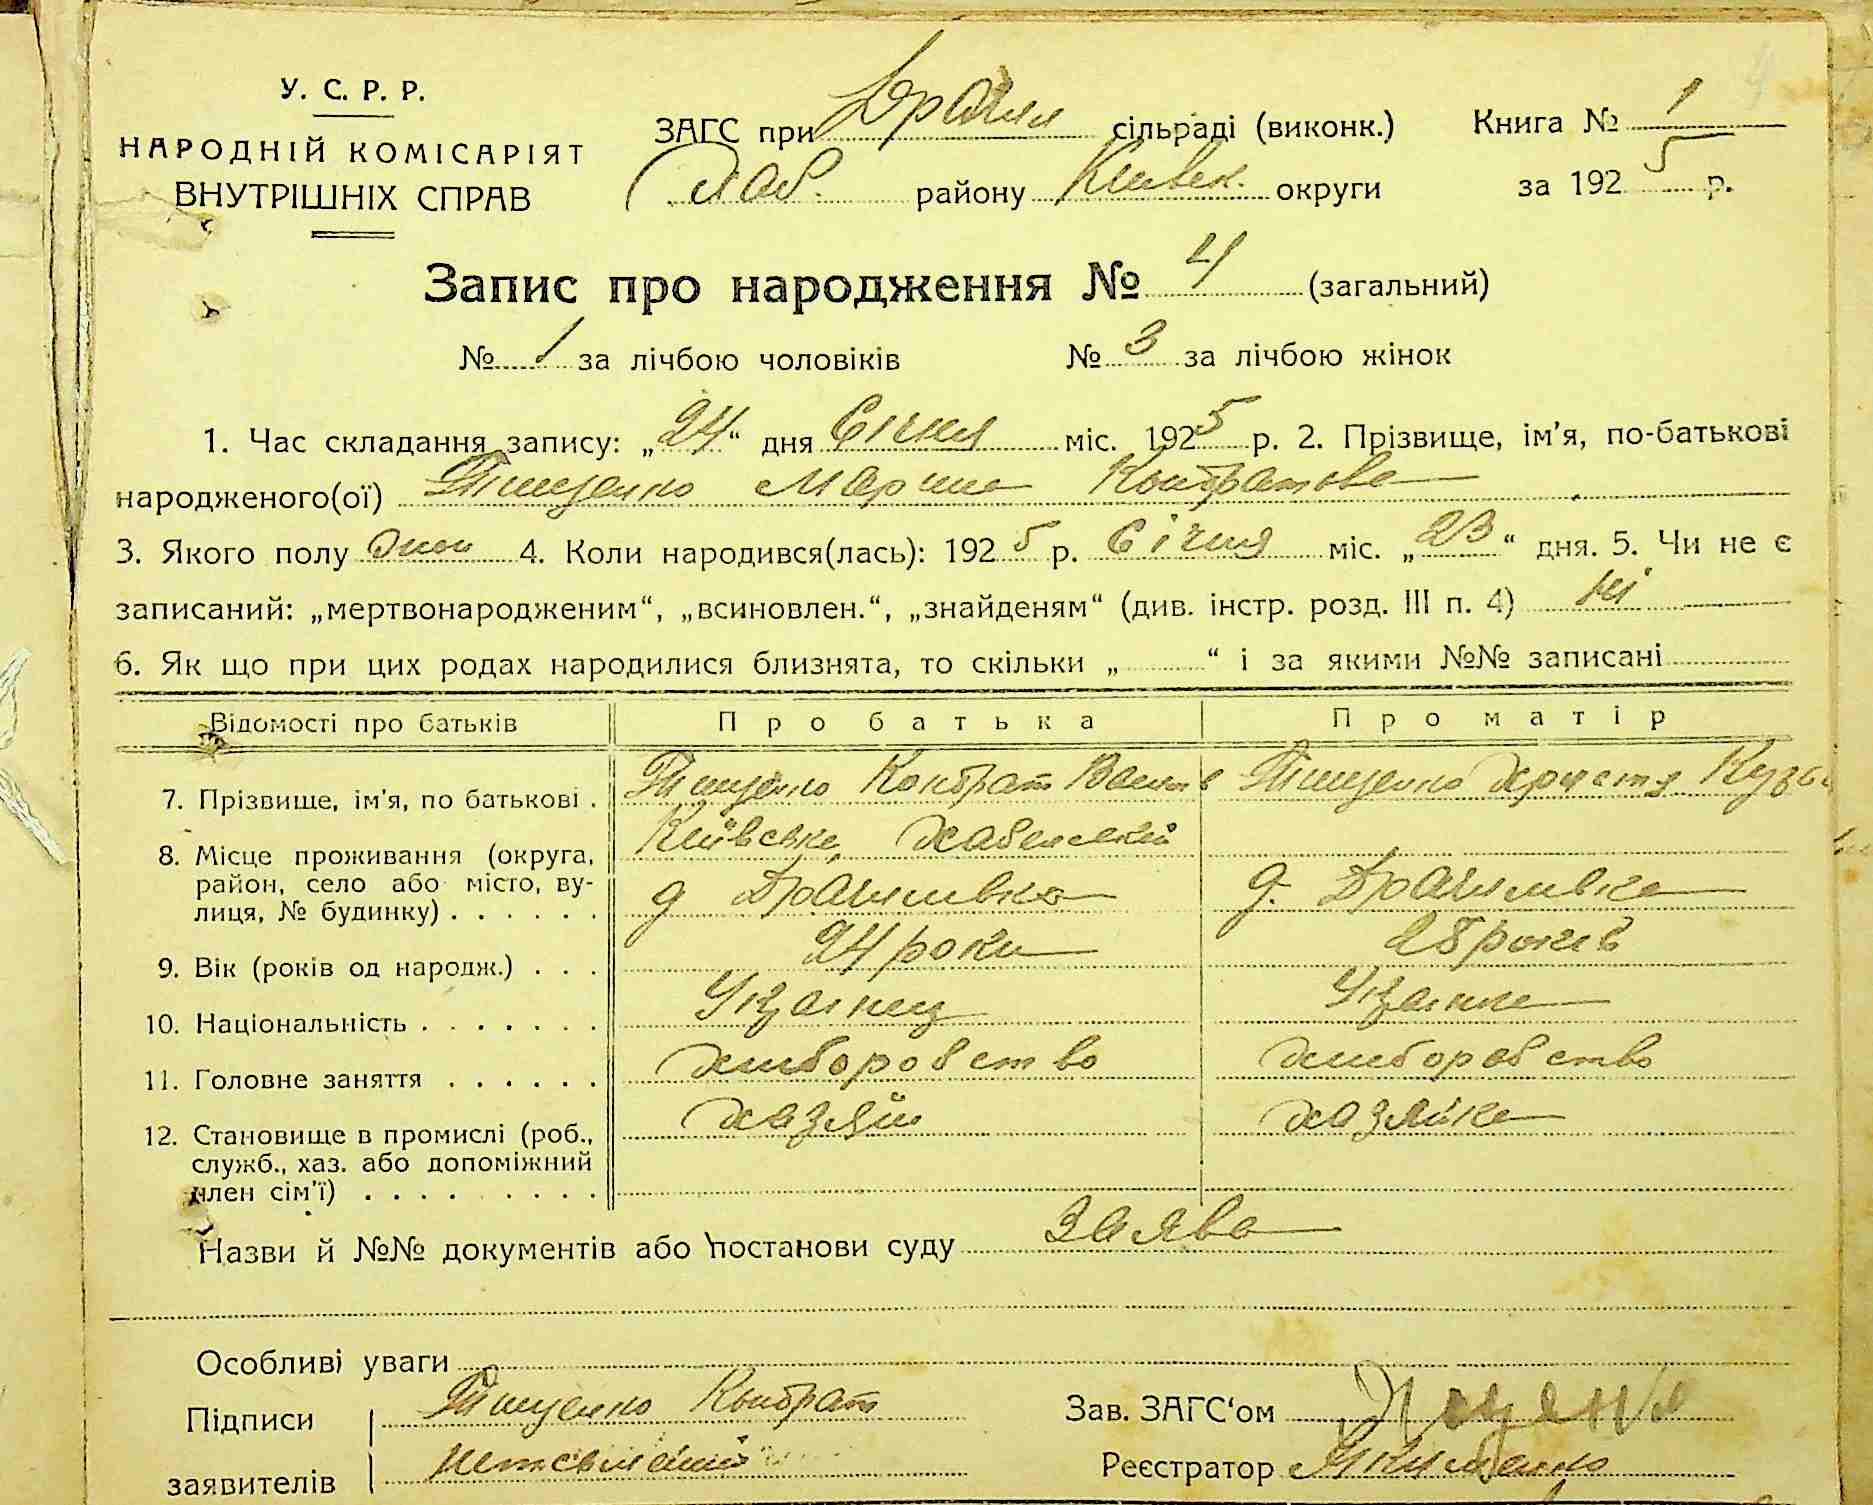 У. С. Р. Р.
НАРОДНІЙ КОМІСАРІЯТ
ВНУТРІШНІХ СПРАВ
ЗАГС при сільраді (виконк.) Книга № 1
району Київск. округи за 1925 р.
Запис про народження № 4 (загальний)
№ 1 за лічбою чоловіків № 3 за лічбою жінок
1. Час складання запису: „24“ дня Січня міс. 1925 р. 2. Прізвище, ім'я, по-батькові
народженого(ої) Тищенко Марина Кондратова
3. Якого полу жен 4. Коли народився(лась): 1925 р. Січня міс. „23“ дня. 5. Чи не є
записаний: „мертвонародженим“, „всиновлен.“, „знайденям“ (див. інстр. розд. III п. 4) ні
6. Як що при цих родах народилися близнята, то скільки „ “ і за якими №№ записані
Відомості про батьків Про батька Про матір
7. Прізвище, ім'я, по батькові . Тищенко Кондрат Тищенко Христя
8. Місце проживання (округа, район, село або місто, вулиця, № будинку) . . . . . . Київська, Хабенский
9. Вік (років од народж.) . . . 24 роки 25 років
10. Національність . . . . . . .
11. Головне заняття . . . . . . хліборобство хліборобство
12. Становище в промислі (роб., хазяїн хазяйка
служб., хаз. або допоміжний
член сім'ї) . . . . . . . . .
Назви й №№ документів або постанови суду заява
Особливі уваги
Підписи Тищенко Кондрат Зав. ЗАГС'ом
заявителів Реєстратор